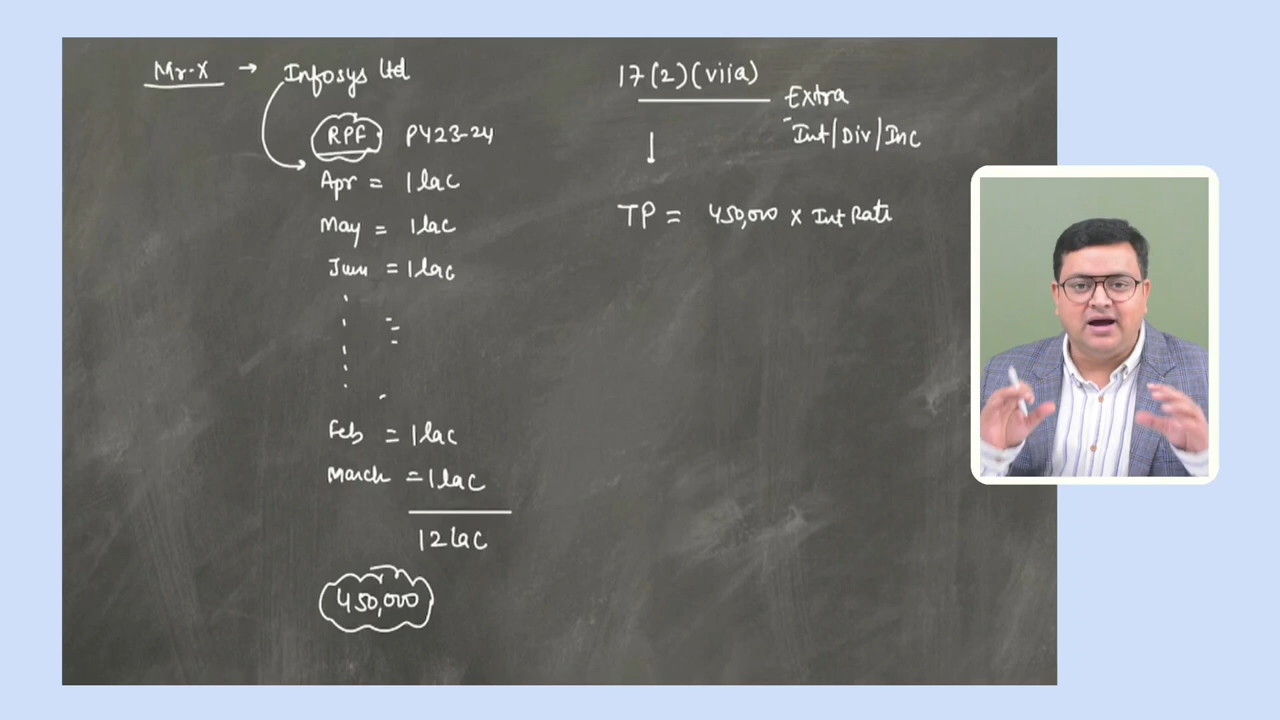 Mr-X → Infosys Ltd
RPF PY23-24
Apr = 1 lac
May = 1 lac
Jun = 1 lac
Feb = 1 lac
March = 1 lac
12 lac
450,000
17(2)(viia)
Extra
Int/Div/Inc
TP = 450,000 x Int Rate